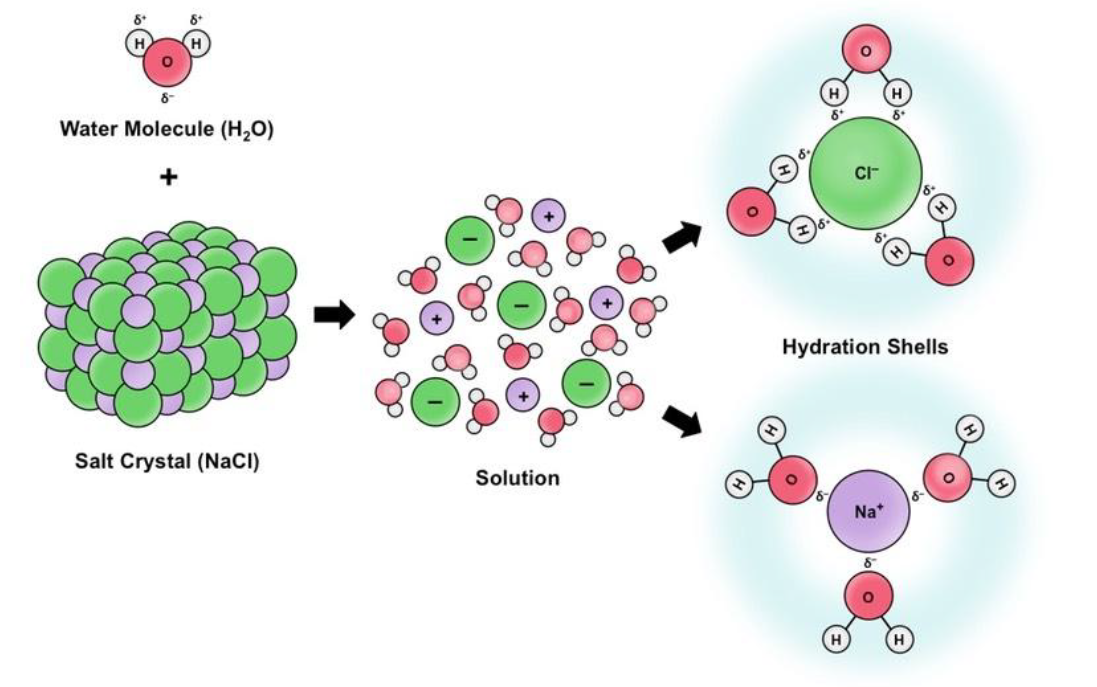 δ⁺ δ⁺
H H
O
δ⁻
Water Molecule (H₂O)
+
Salt Crystal (NaCl)
− +
−
+ +
−
− +
Solution
O
H H
δ⁺ δ⁺
Cl⁻
H δ⁺
O
H δ⁺
δ⁺
H
δ⁺
H O
Hydration Shells
H
H O
δ⁻
H
O H
δ⁻
Na⁺
δ⁻
O
H H